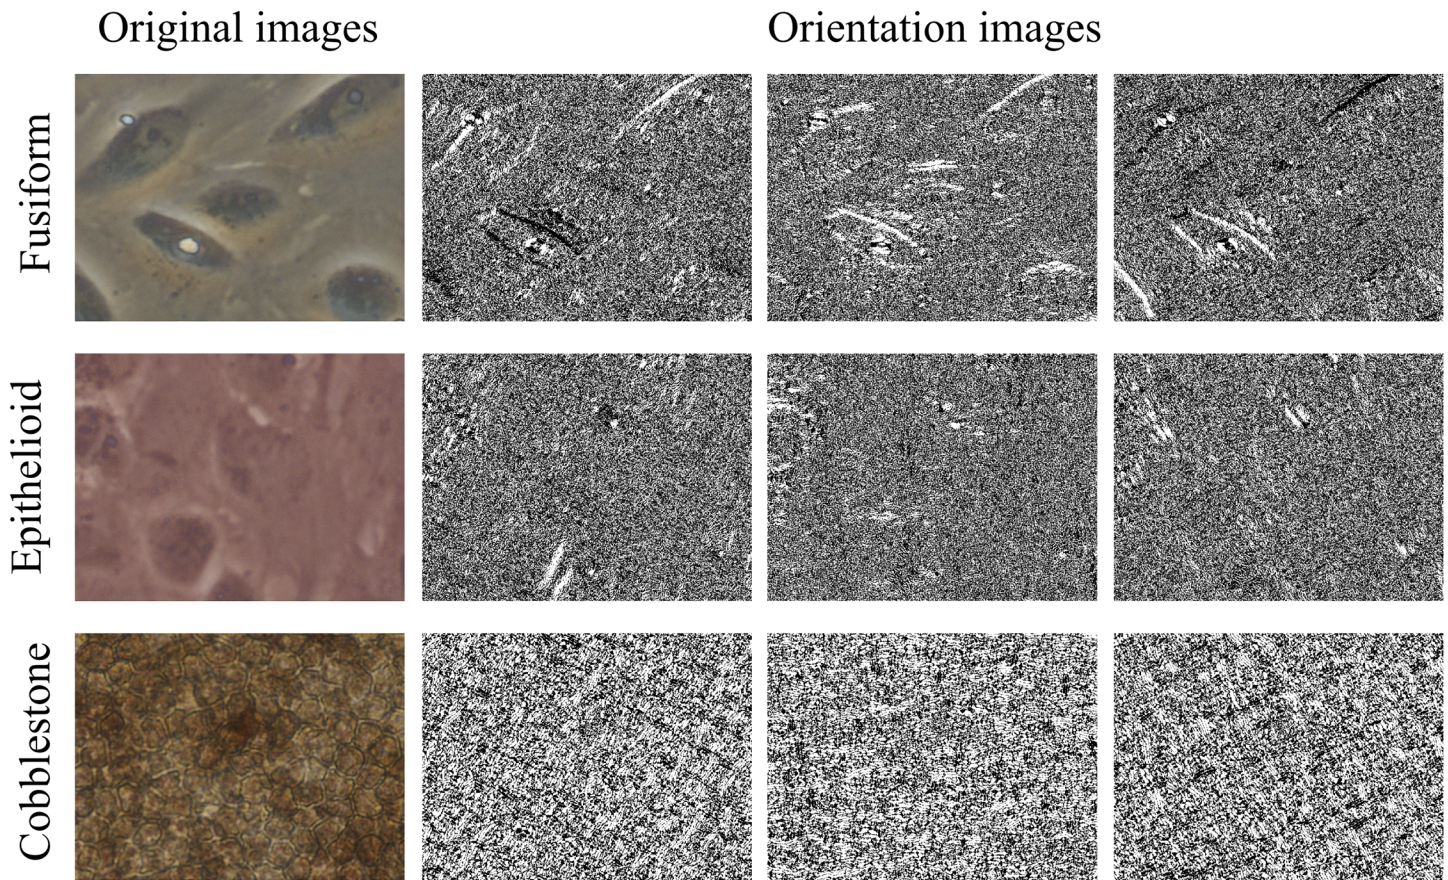 Original images
Orientation images
Fusiform
Epithelioid
Cobblestone